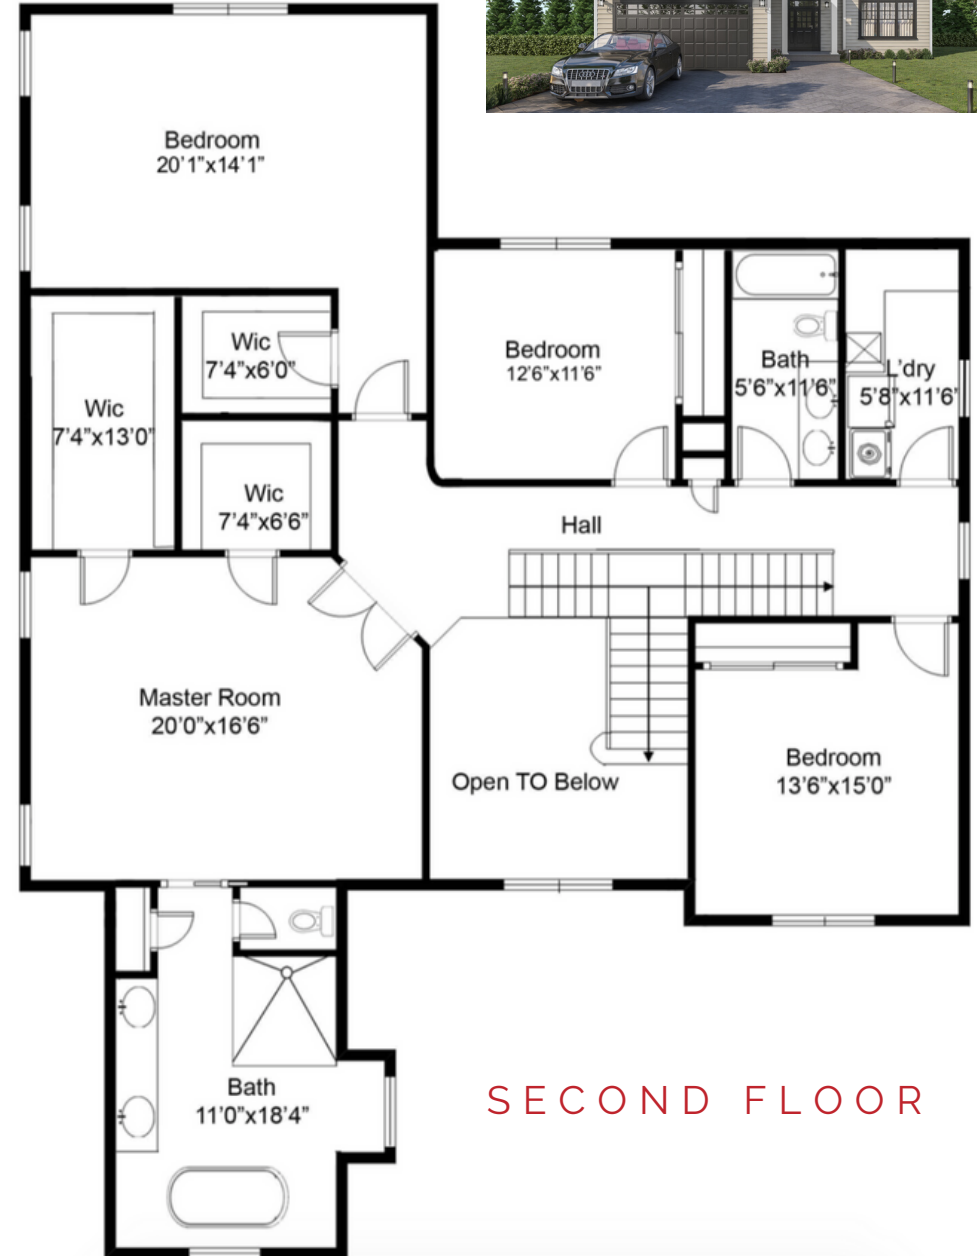 Bedroom
20'1"x14'1"
Wic
7'4"x6'0"
Wic
7'4"x13'0"
Wic
7'4"x6'6"
Bedroom
12'6"x11'6"
Bath
5'6"x11'6"
L'dry
5'8"x11'6"
Hall
Master Room
20'0"x16'6"
Open TO Below
Bedroom
13'6"x15'0"
Bath
11'0"x18'4"
SECOND FLOOR